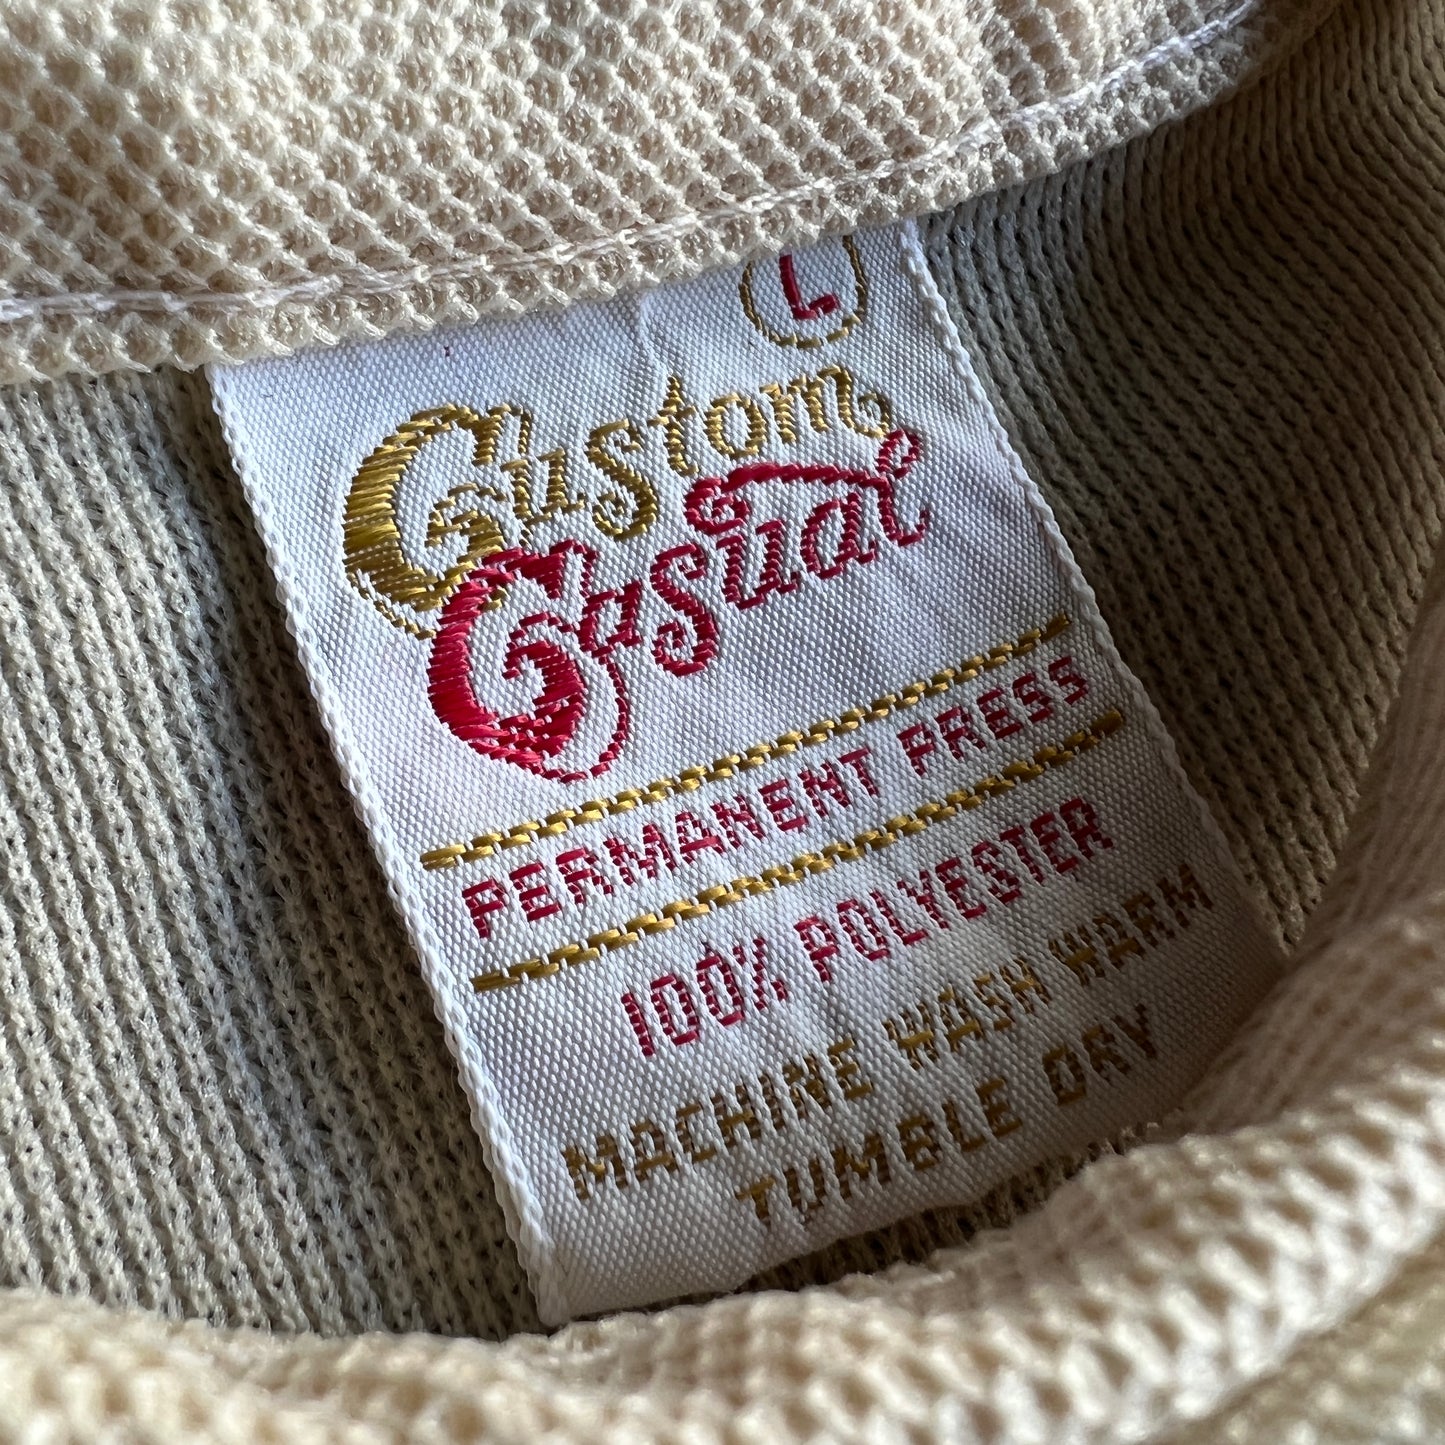 L
Custom
Casual
PERMANENT PRESS
100% POLYESTER
MACHINE WASH WARM
TUMBLE DRY